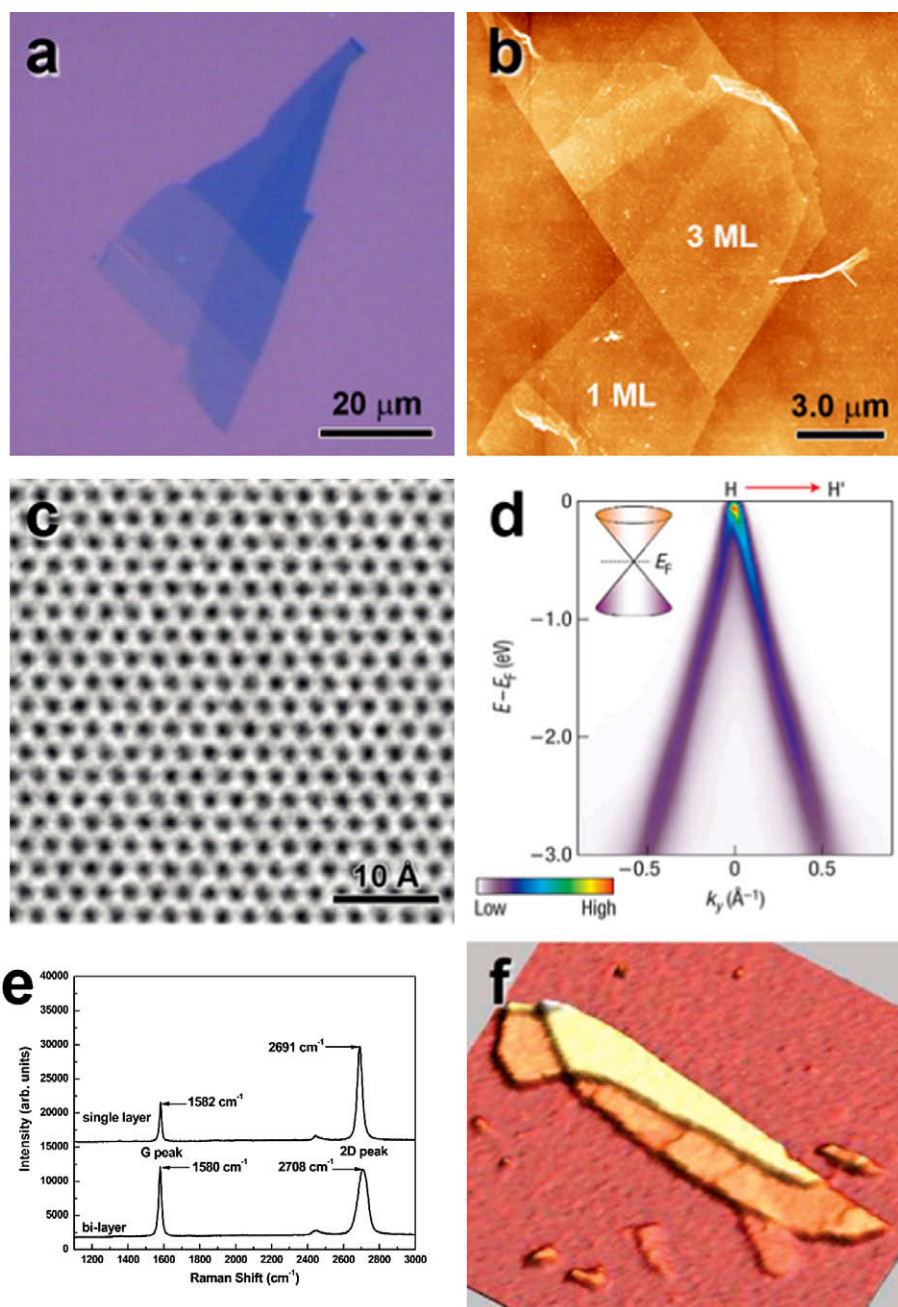 a
20 μm
b
3 ML
1 ML
3.0 μm
c
10 Å
d
H H'
0
−1.0
−2.0
−3.0
E−E_F (eV)
E_F
−0.5 0 0.5
k_y (Å⁻¹)
Low High
e
40000
35000
30000
25000
20000
15000
10000
7500
5000
2500
0
Intensity (arb. units)
2691 cm⁻¹
1582 cm⁻¹
single layer
G peak 2D peak
1580 cm⁻¹ 2708 cm⁻¹
bi-layer
1200 1400 1600 1800 2000 2200 2400 2600 2800 3000
Raman Shift (cm⁻¹)
f